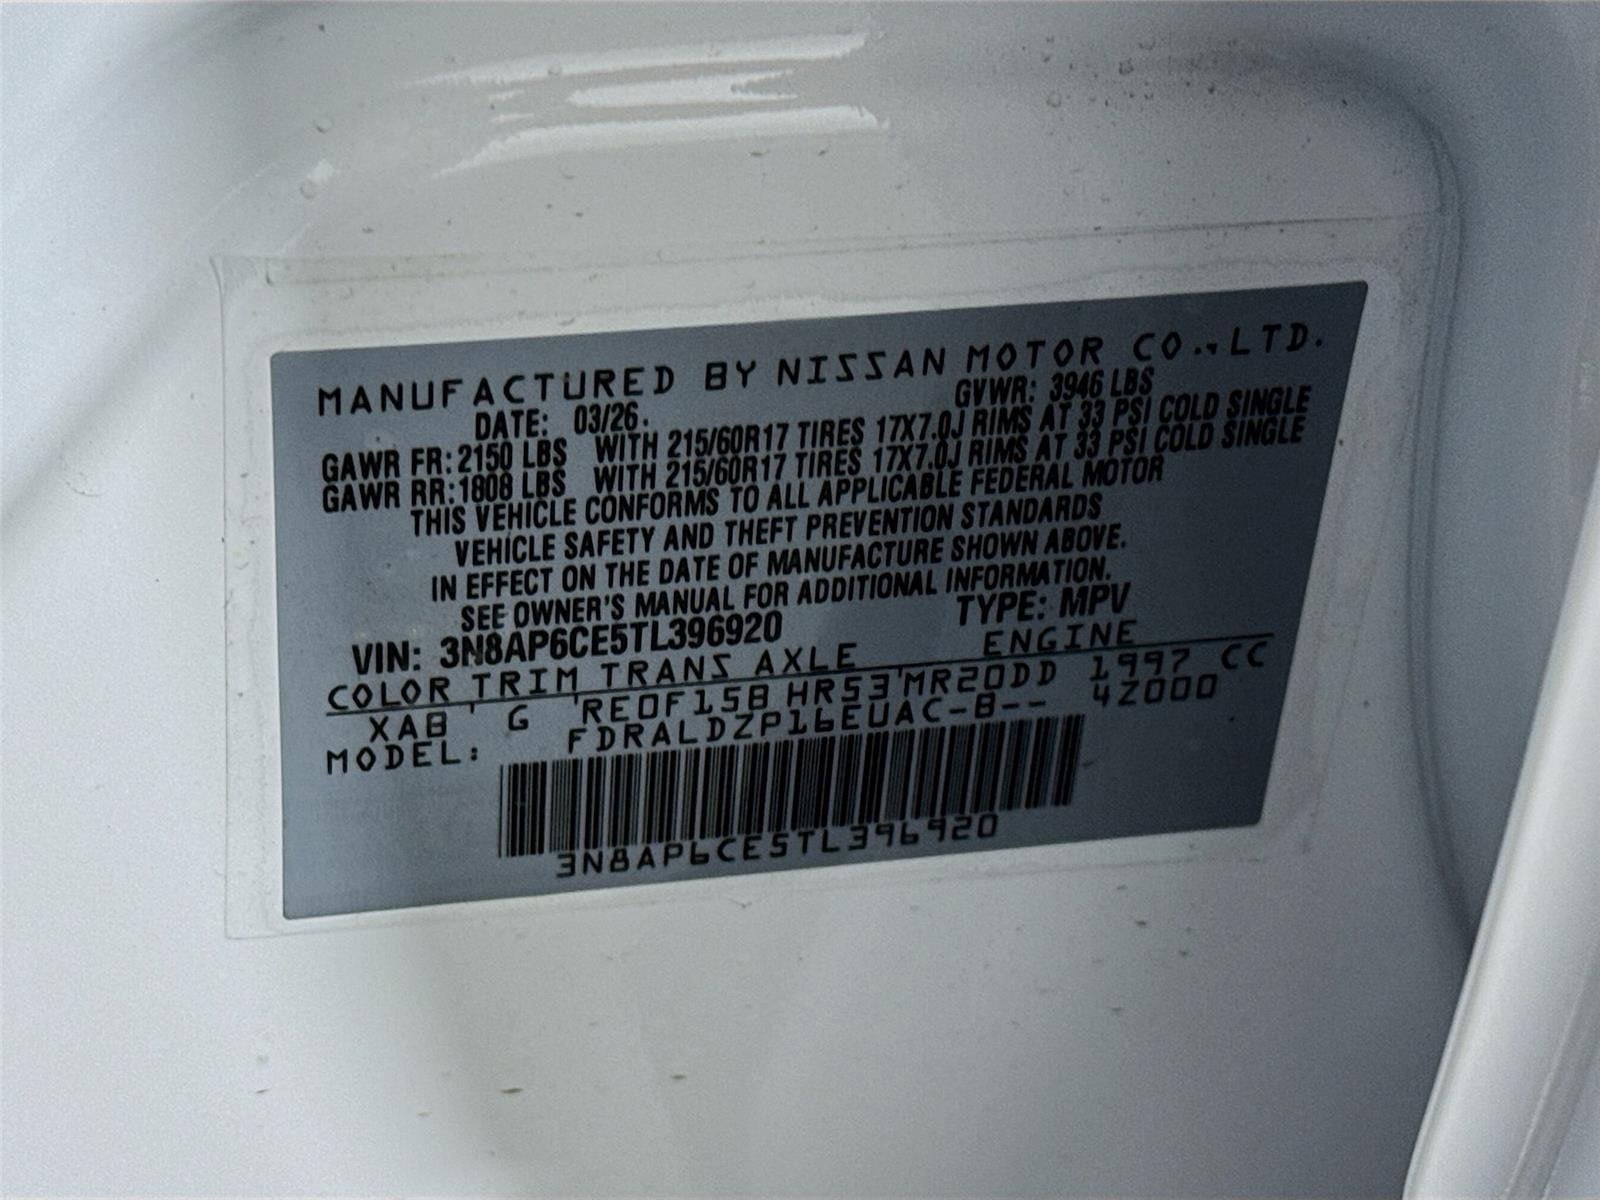 MANUFACTURED BY NISSAN MOTOR CO., LTD.
DATE: 03/26. GVWR: 3946 LBS
GAWR FR: 2150 LBS WITH 215/60R17 TIRES 17X7.0J RIMS AT 33 PSI COLD SINGLE
GAWR RR: 1808 LBS WITH 215/60R17 TIRES 17X7.0J RIMS AT 33 PSI COLD SINGLE
THIS VEHICLE CONFORMS TO ALL APPLICABLE FEDERAL MOTOR
VEHICLE SAFETY AND THEFT PREVENTION STANDARDS
IN EFFECT ON THE DATE OF MANUFACTURE SHOWN ABOVE.
SEE OWNER'S MANUAL FOR ADDITIONAL INFORMATION.
VIN: 3N8AP6CE5TL396920 TYPE: MPV
COLOR TRIM TRANS AXLE ENGINE
XAB G RE0F15B HR53 MR20DD 1997 CC
MODEL: FDRALDZP16EUAC-B-- 4Z000
3N8AP6CE5TL396920